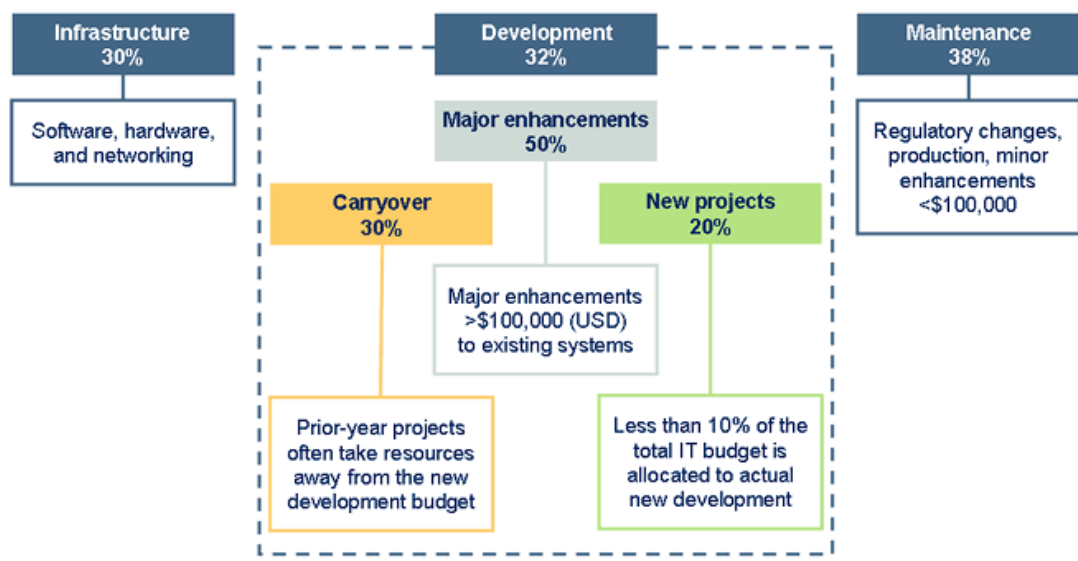 Infrastructure
30%
Software, hardware,
and networking
Development
32%
Major enhancements
50%
Major enhancements
>$100,000 (USD)
to existing systems
Carryover
30%
Prior-year projects
often take resources
away from the new
development budget
New projects
20%
Less than 10% of the
total IT budget is
allocated to actual
new development
Maintenance
38%
Regulatory changes,
production, minor
enhancements
<$100,000